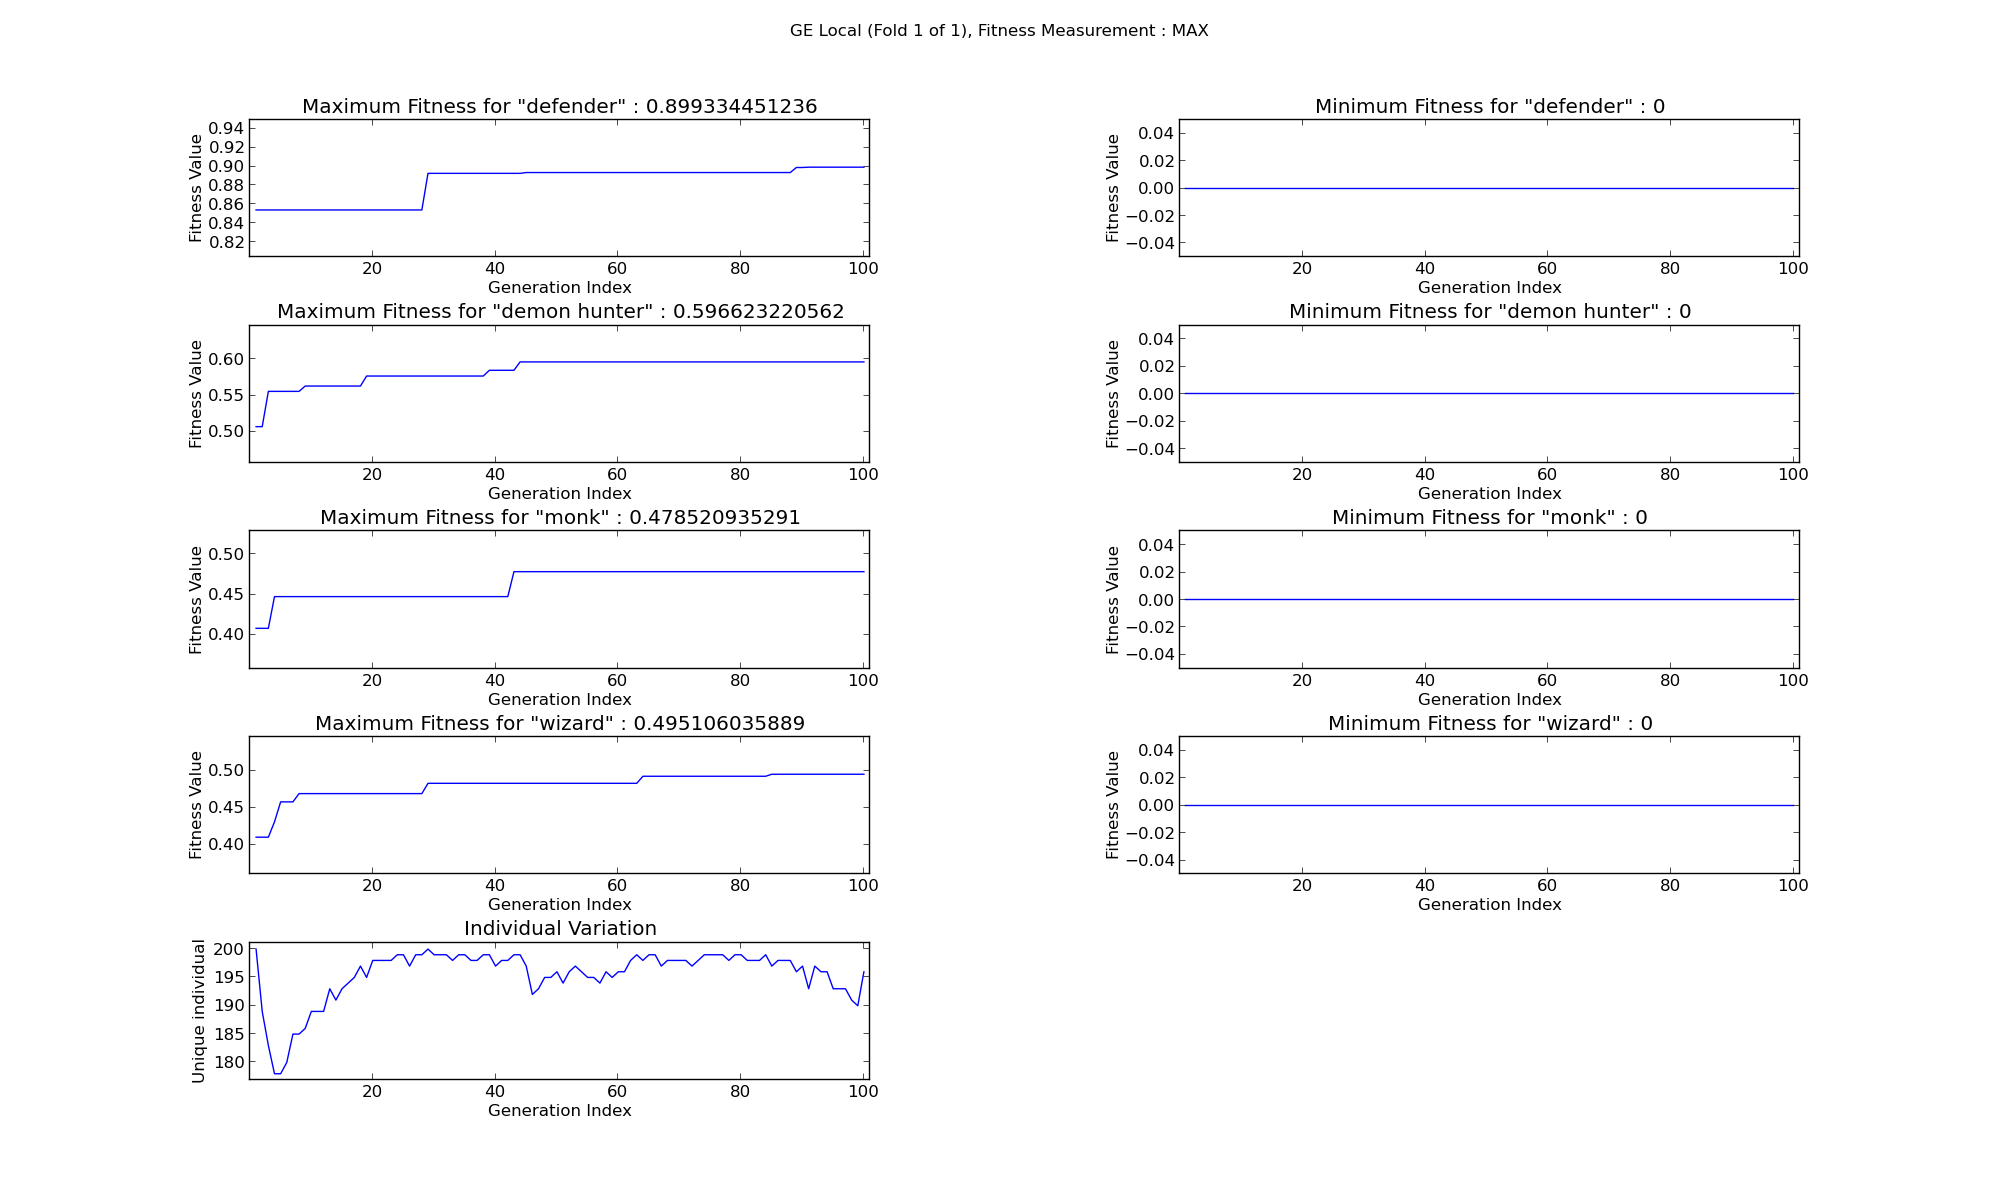 GE Local (Fold 1 of 1), Fitness Measurement : MAX
Maximum Fitness for "defender" : 0.899334451236
Fitness Value
0.94
0.92
0.90
0.88
0.86
0.84
0.82
20 40 60 80 100
Generation Index
Minimum Fitness for "defender" : 0
Fitness Value
0.04
0.02
0.00
−0.02
−0.04
20 40 60 80 100
Generation Index
Maximum Fitness for "demon hunter" : 0.596623220562
Fitness Value
0.60
0.55
0.50
20 40 60 80 100
Generation Index
Minimum Fitness for "demon hunter" : 0
Fitness Value
0.04
0.02
0.00
−0.02
−0.04
20 40 60 80 100
Generation Index
Maximum Fitness for "monk" : 0.478520935291
Fitness Value
0.50
0.45
0.40
20 40 60 80 100
Generation Index
Minimum Fitness for "monk" : 0
Fitness Value
0.04
0.02
0.00
−0.02
−0.04
20 40 60 80 100
Generation Index
Maximum Fitness for "wizard" : 0.495106035889
Fitness Value
0.50
0.45
0.40
20 40 60 80 100
Generation Index
Minimum Fitness for "wizard" : 0
Fitness Value
0.04
0.02
0.00
−0.02
−0.04
20 40 60 80 100
Generation Index
Individual Variation
Unique individual
200
195
190
185
180
20 40 60 80 100
Generation Index